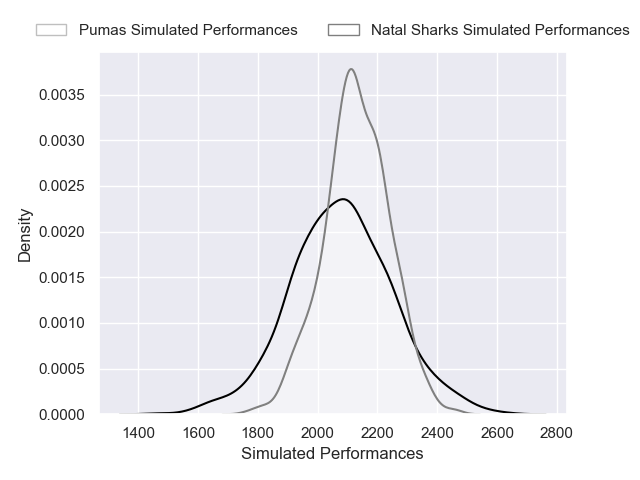 Pumas Simulated Performances
Natal Sharks Simulated Performances
0.0035
0.0030
0.0025
0.0020
0.0015
0.0010
0.0005
0.0000
Density
1400 1600 1800 2000 2200 2400 2600 2800
Simulated Performances